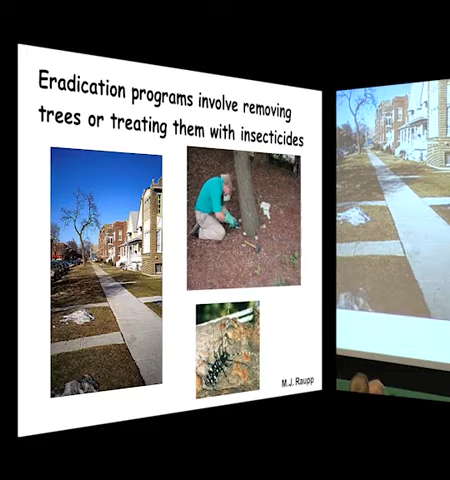 Eradication programs involve removing
trees or treating them with insecticides
M.J. Raupp